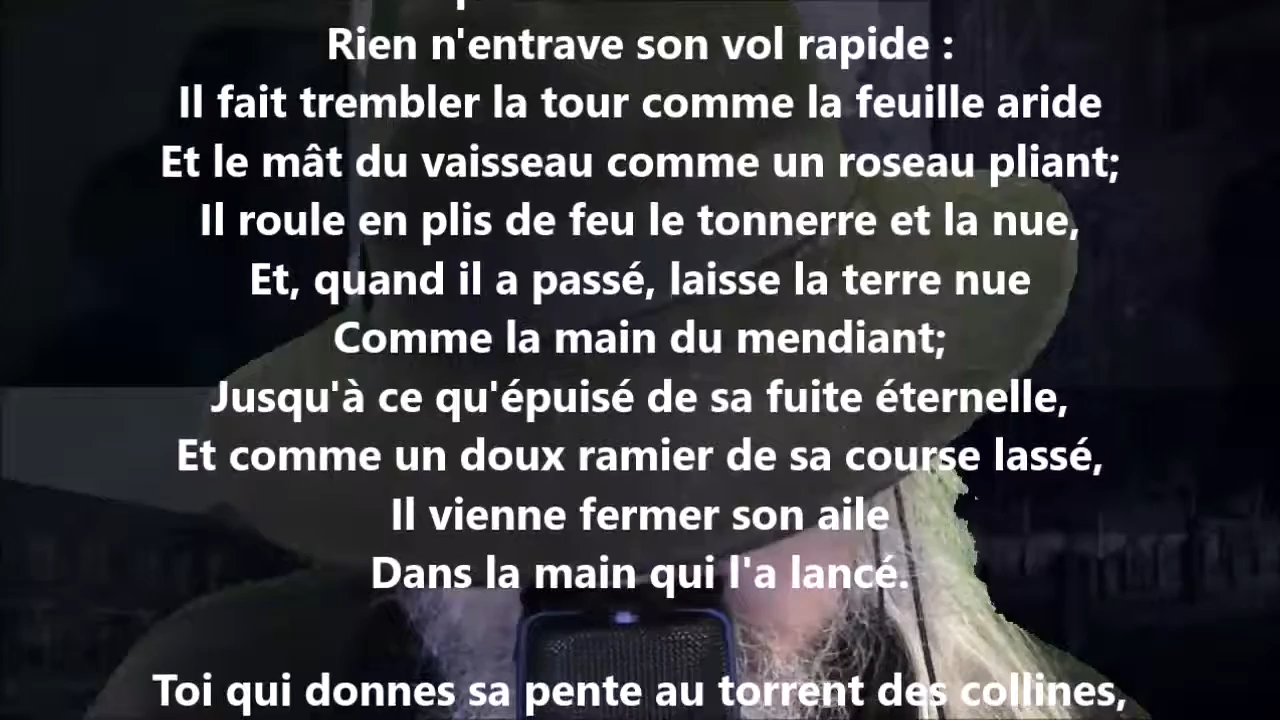 Rien n'entrave son vol rapide :
Il fait trembler la tour comme la feuille aride
Et le mât du vaisseau comme un roseau pliant;
Il roule en plis de feu le tonnerre et la nue,
Et, quand il a passé, laisse la terre nue
Comme la main du mendiant;
Jusqu'à ce qu'épuisé de sa fuite éternelle,
Et comme un doux ramier de sa course lassé,
Il vienne fermer son aile
Dans la main qui l'a lancé.
Toi qui donnes sa pente au torrent des collines,